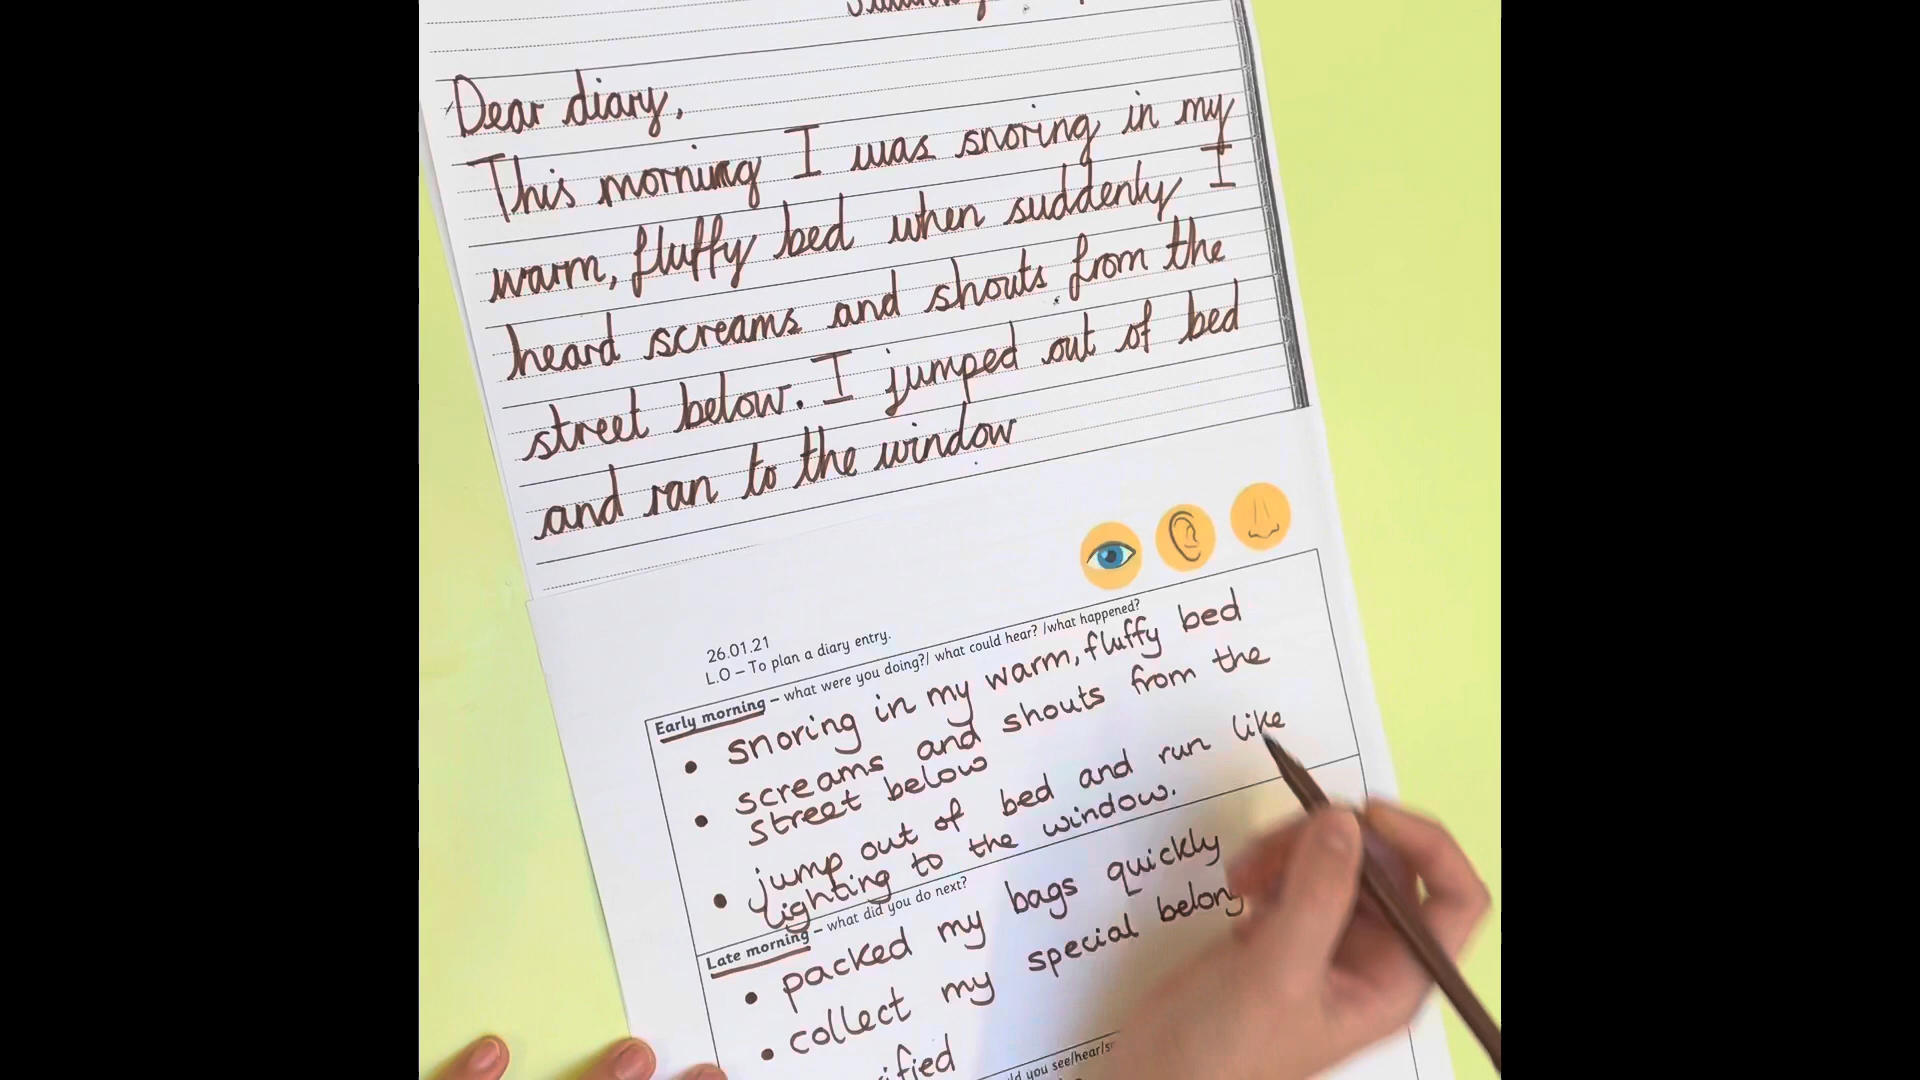 Dear diary,
This morning I was snoring in my
warm, fluffy bed when suddenly I
heard screams and shouts from the
street below. I jumped out of bed
and ran to the window
26.01.21
L.O – To plan a diary entry.
Early morning – what were you doing?/ what could hear? /what happened?
• snoring in my warm, fluffy bed
• screams and shouts from the
street below
• jump out of bed and run like
lighting to the window.
Late morning – what did you do next?
• packed my bags quickly
• collect my special
you see/hear/